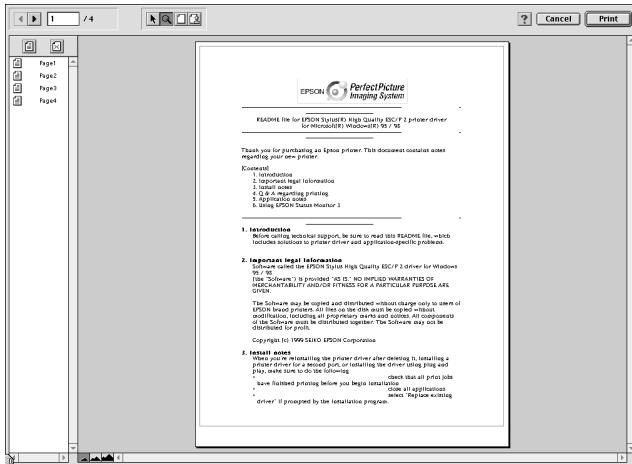 1 / 4
? Cancel Print
Page1
Page2
Page3
Page4
EPSON PerfectPicture
Imaging System
README file for EPSON Stylus(R) High Quality ESC/P 2 printer driver
for Microsoft(R) Windows(R) 95 / 98
Thank you for purchasing an Epson printer. This document contains notes
regarding your new printer.
[Contents]
1. Introduction
2. Important legal information
3. Install notes
4. Q & A regarding printing
5. Application notes
6. Using EPSON Status Monitor 3
1. Introduction
Before calling technical support, be sure to read this README file, which
includes solutions to printer driver and application-specific problems.
2. Important legal information
Software called the EPSON Stylus High Quality ESC/P 2 driver for Windows
95 / 98
(the "Software") is provided "AS IS." NO IMPLIED WARRANTIES OF
MERCHANTABILITY AND/OR FITNESS FOR A PARTICULAR PURPOSE ARE
GIVEN.
The Software may be copied and distributed without charge only to users of
EPSON brand printers. All files on the disk must be copied without
modification, including all proprietary marks and notices. All components
of the Software must be distributed together. The Software may not be
distributed for profit.
Copyright (c) 1999 SEIKO EPSON Corporation
3. Install notes
When you're reinstalling the printer driver after deleting it, installing a
printer driver for a second port, or installing the driver using plug and
play, make sure to do the following
* check that all print jobs
have finished printing before you begin installation
* close all applications
* select "Replace existing
driver" if prompted by the installation program.